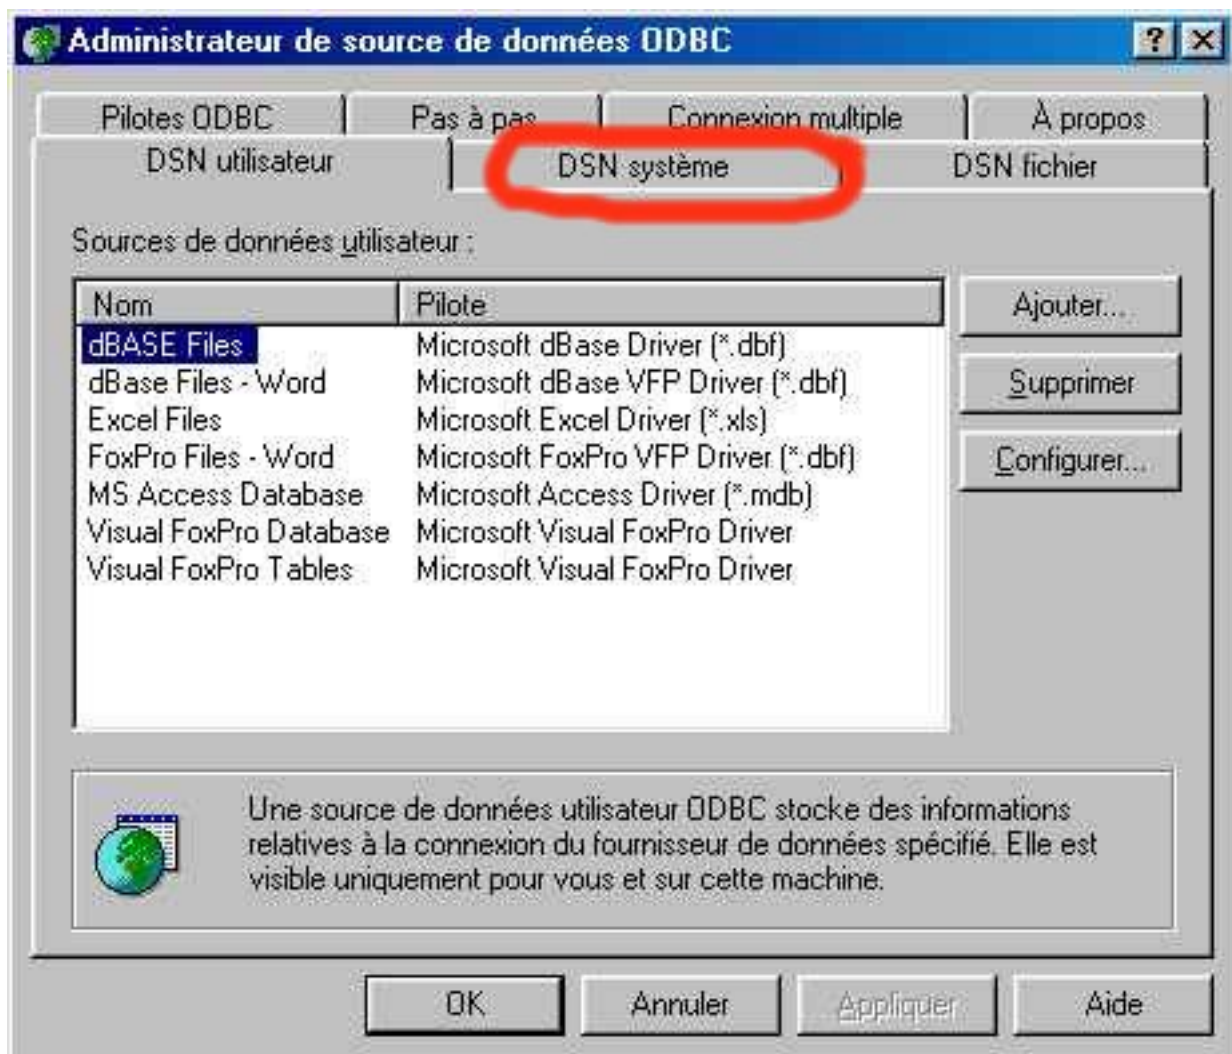 Administrateur de source de données ODBC
Pilotes ODBC Pas à pas Connexion multiple À propos
DSN utilisateur DSN système DSN fichier
Sources de données utilisateur :
Nom Pilote
dBASE Files Microsoft dBase Driver (*.dbf)
dBase Files - Word Microsoft dBase VFP Driver (*.dbf)
Excel Files Microsoft Excel Driver (*.xls)
FoxPro Files - Word Microsoft FoxPro VFP Driver (*.dbf)
MS Access Database Microsoft Access Driver (*.mdb)
Visual FoxPro Database Microsoft Visual FoxPro Driver
Visual FoxPro Tables Microsoft Visual FoxPro Driver
Ajouter...
Supprimer
Configurer...
Une source de données utilisateur ODBC stocke des informations
relatives à la connexion du fournisseur de données spécifié. Elle est
visible uniquement pour vous et sur cette machine.
OK Annuler Appliquer Aide